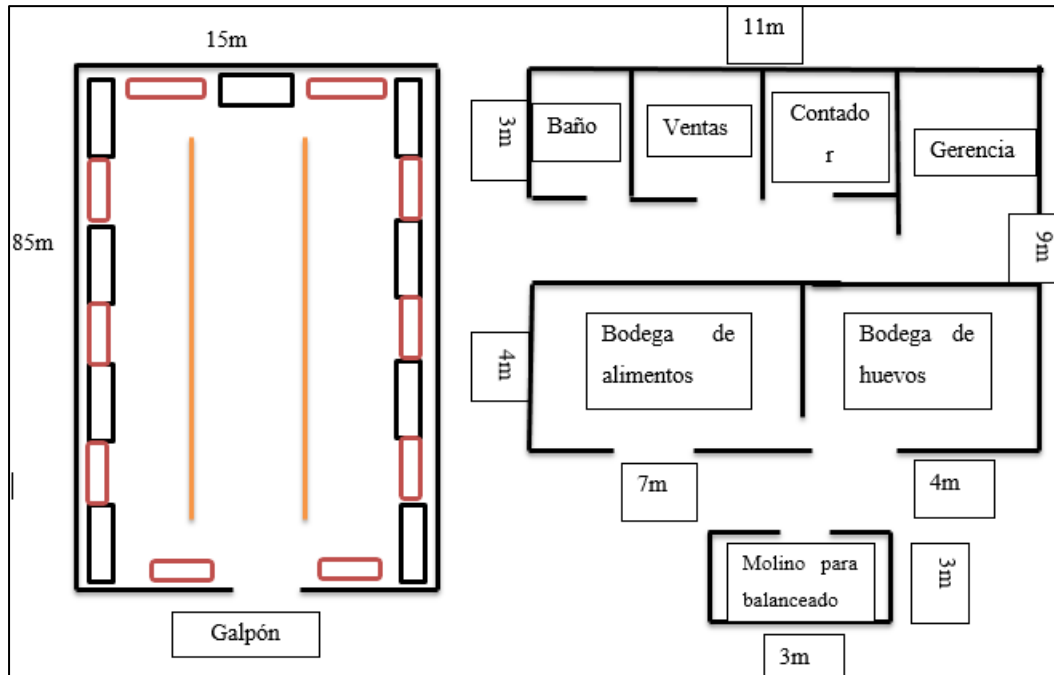 15m
85m
Galpón
11m
3m
Baño
Ventas
Contado
r
Gerencia
9m
4m
Bodega de
alimentos
Bodega de
huevos
7m
4m
Molino para
balanceado
3m
3m